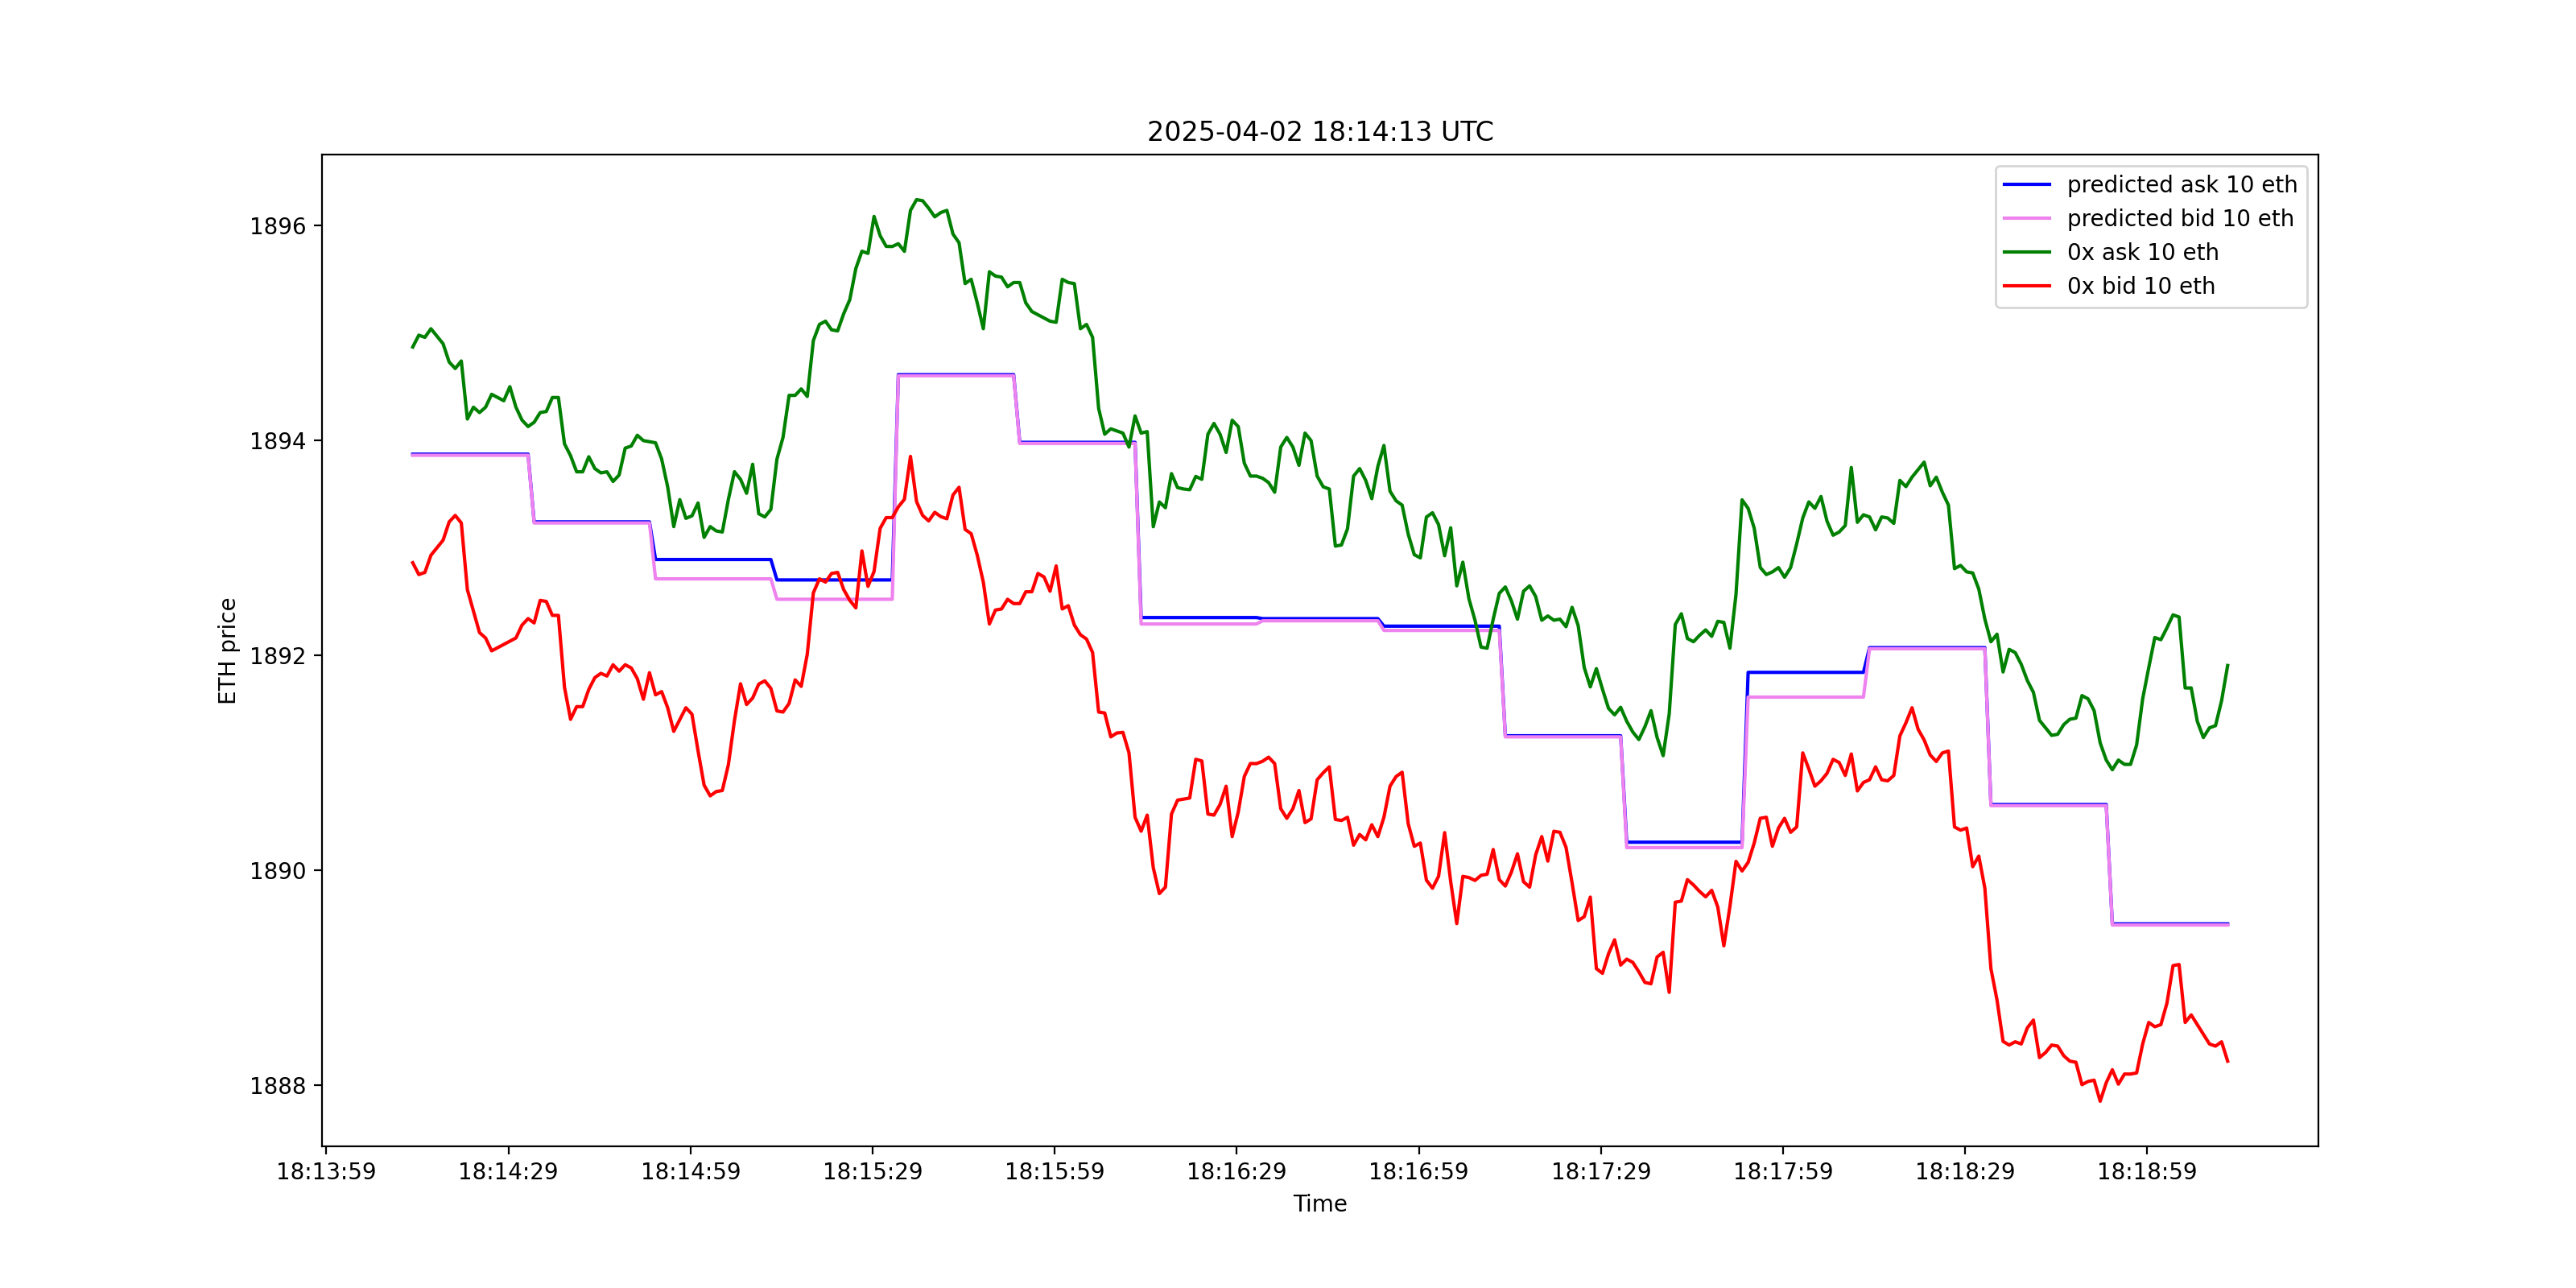 2025-04-02 18:14:13 UTC
predicted ask 10 eth
predicted bid 10 eth
0x ask 10 eth
0x bid 10 eth
ETH price
1896
1894
1892
1890
1888
18:13:59 18:14:29 18:14:59 18:15:29 18:15:59 18:16:29 18:16:59 18:17:29 18:17:59 18:18:29 18:18:59
Time